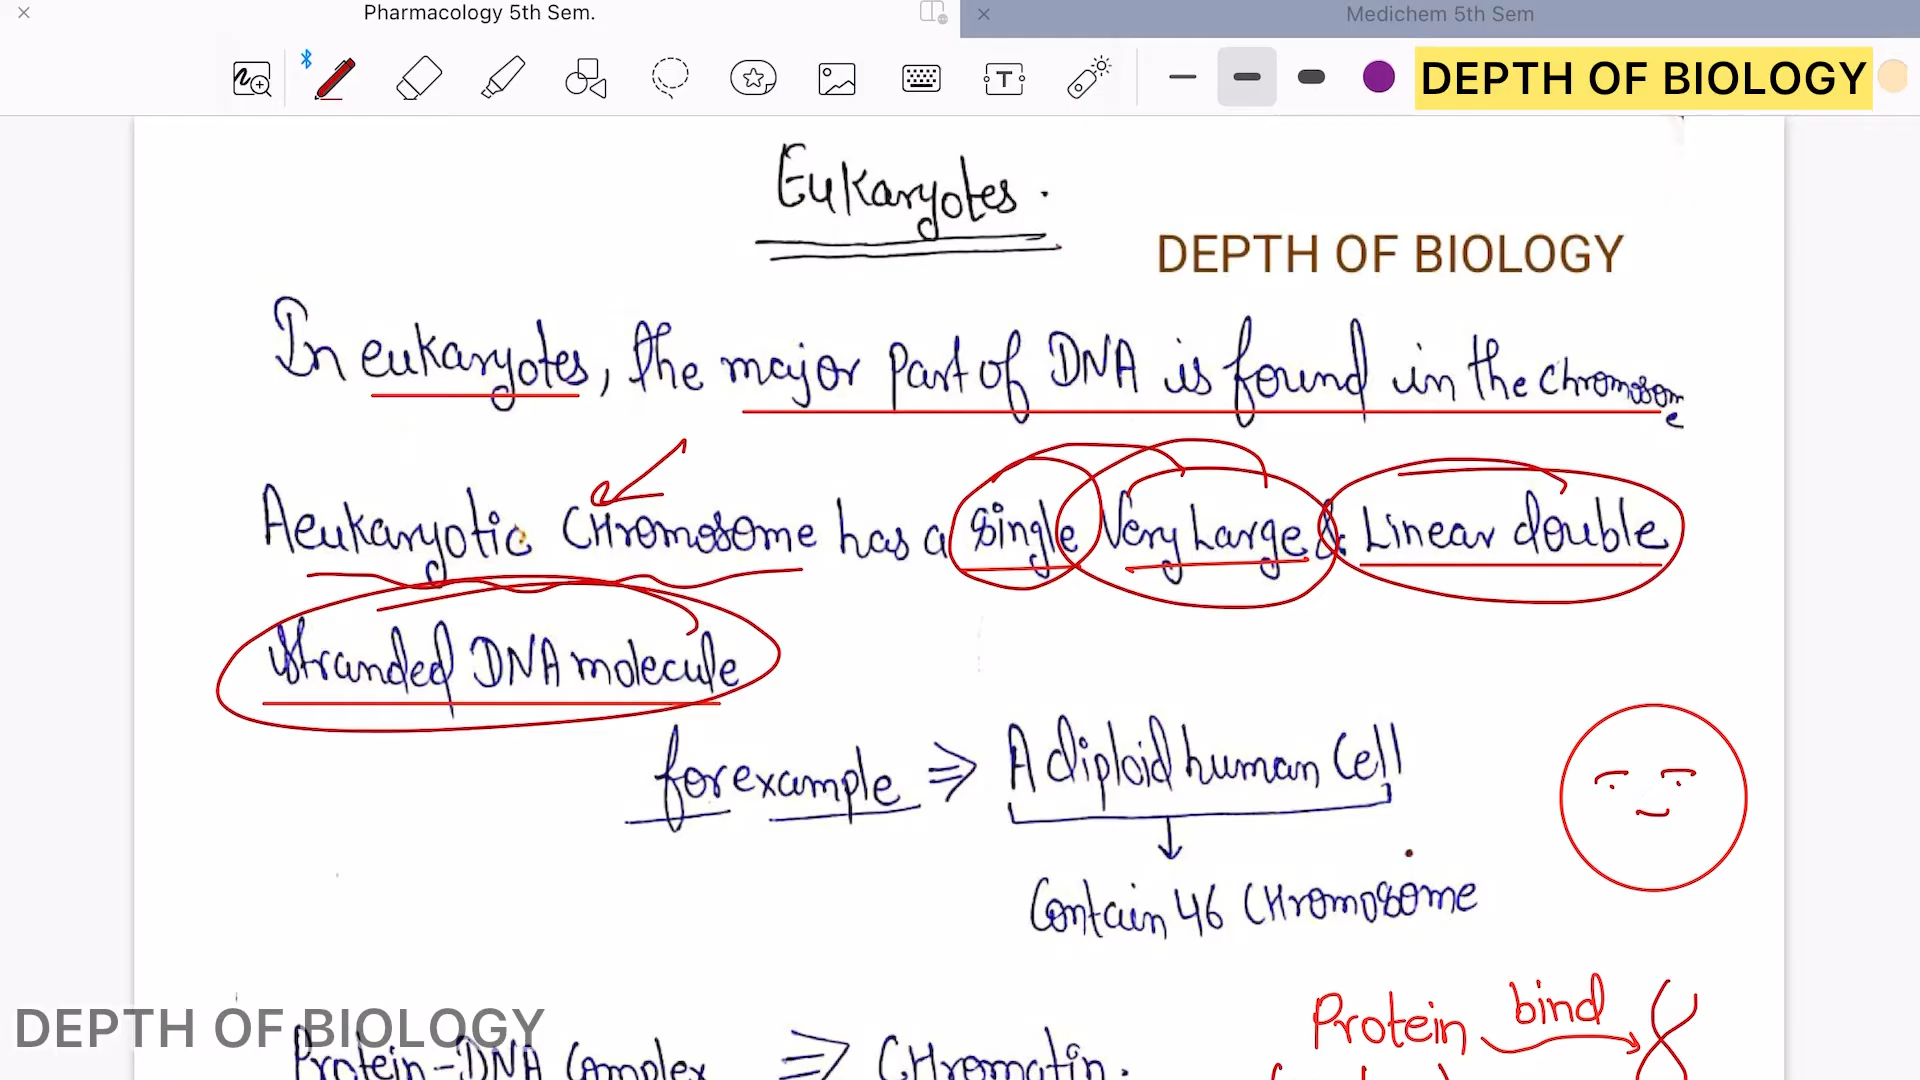 Pharmacology 5th Sem.
Medichem 5th Sem
DEPTH OF BIOLOGY
Eukaryotes.
DEPTH OF BIOLOGY
In eukaryotes, the major part of DNA is found in the chromosome
A eukaryotic chromosome has a single very large & Linear double
stranded DNA molecule
for example ⇒ A diploid human cell
Contain 46 chromosome
Protein bind
DEPTH OF BIOLOGY
Protein-DNA Complex ⇒ Chromatin.